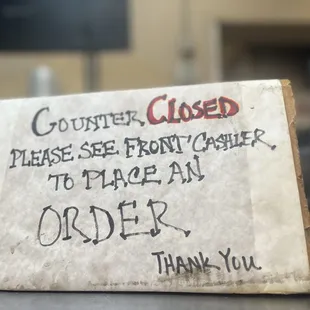 COUNTER CLOSED
PLEASE SEE FRONT CASHIER
TO PLACE AN
ORDER
THANK YOU